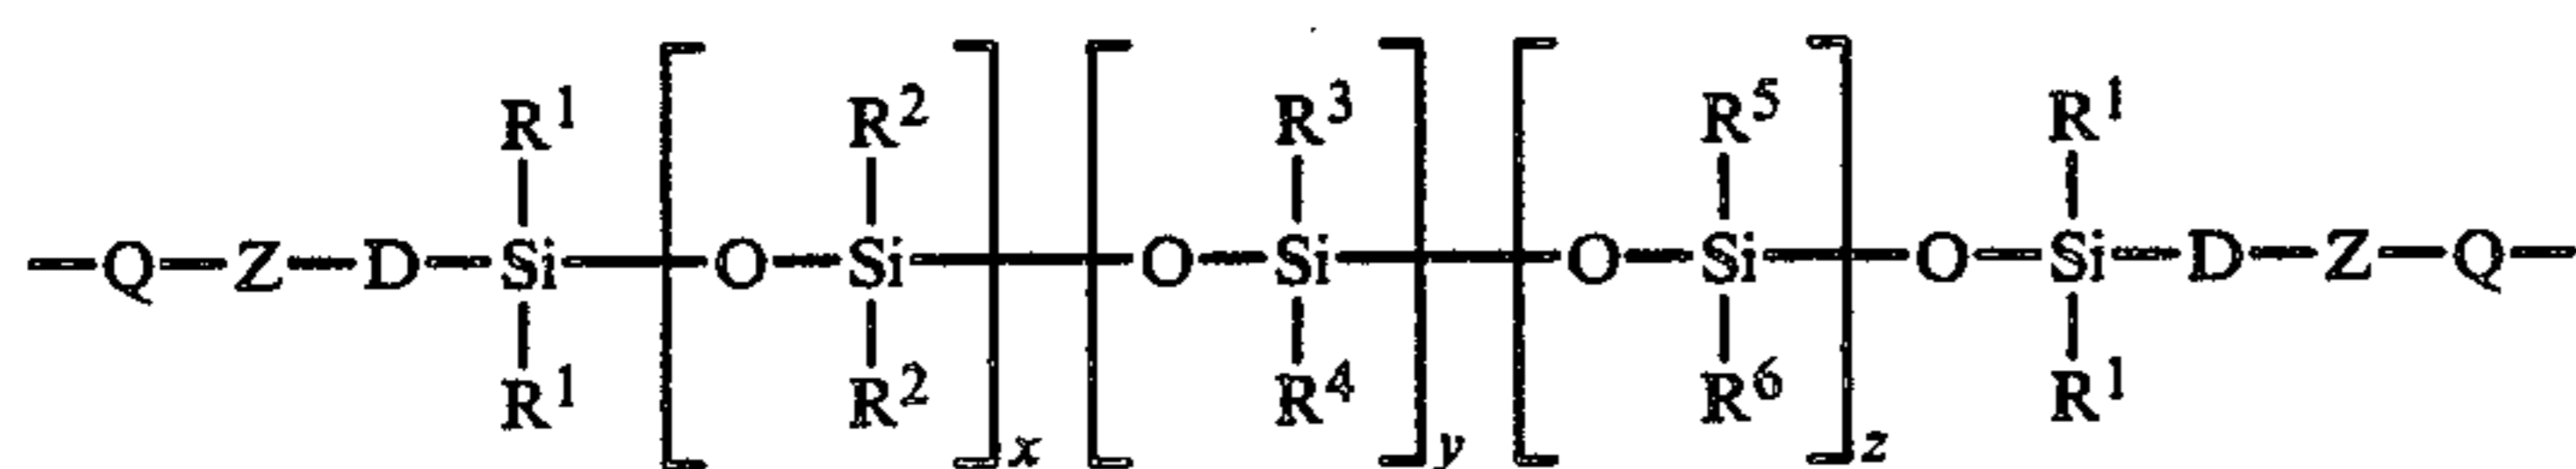 R1 R2 R3 R5 R1
—Q—Z—D—Si—[O—Si—]x[O—Si—]y[O—Si—]z O—Si—D—Z—Q—
R1 R2 R4 R6 R1